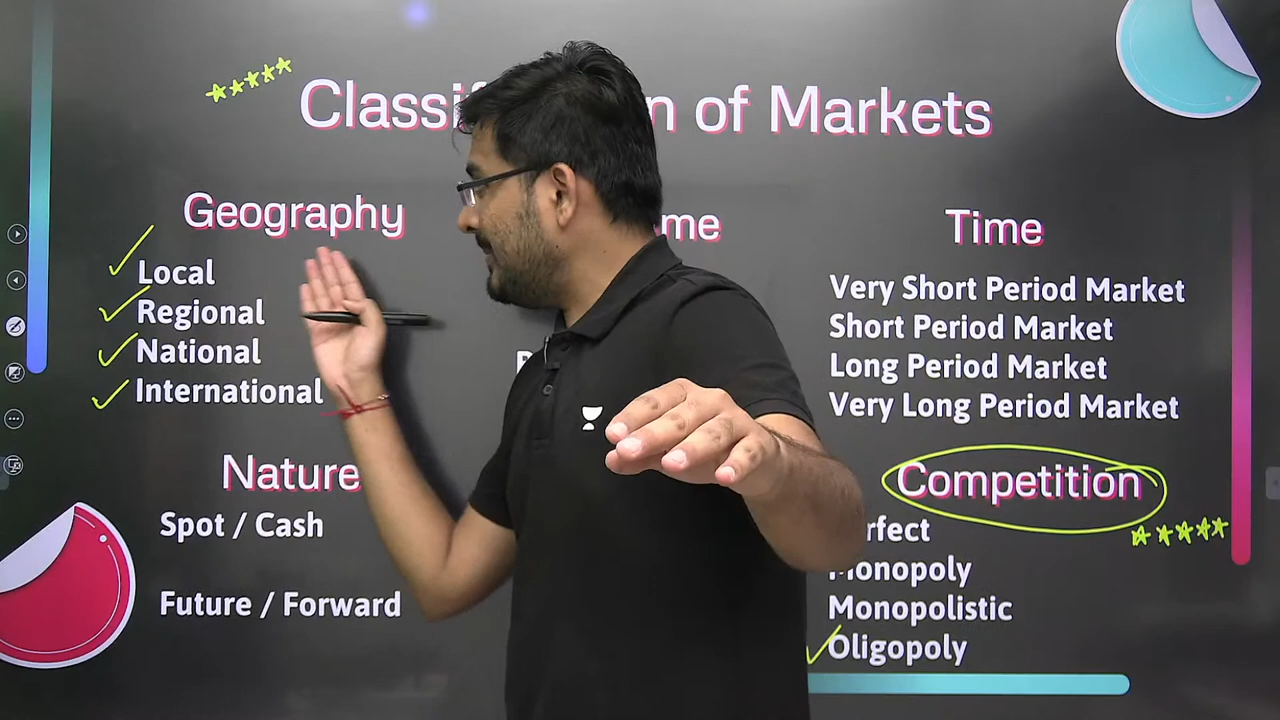 Classif n of Markets
Geography
Local
Regional
National
International
me
Time
Very Short Period Market
Short Period Market
Long Period Market
Very Long Period Market
Nature
Spot / Cash
Future / Forward
Competition
rfect
Monopoly
Monopolistic
Oligopoly